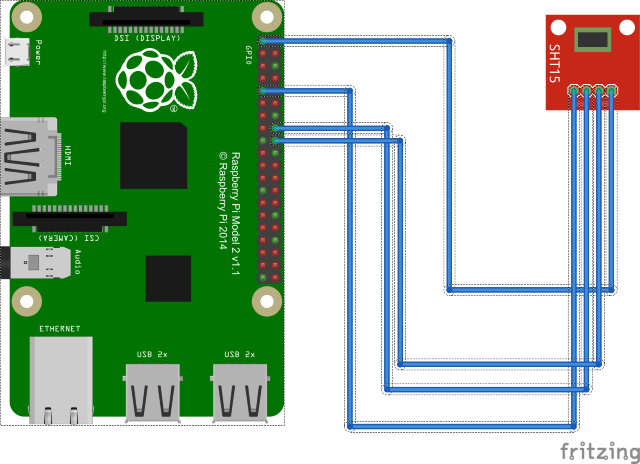 DSI (DISPLAY)
Power
GPIO
http://www.raspberrypi.org
®
SHT15
HDMI
Raspberry Pi Model 2 v1.1
© Raspberry Pi 2014
CSI (CAMERA)
Audio
ETHERNET
USB 2x
USB 2x
fritzing